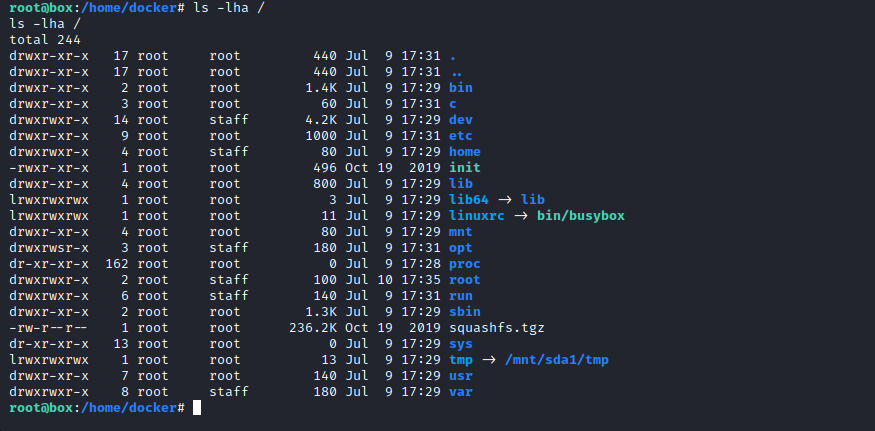 root@box:/home/docker# ls -lha /
ls -lha /
total 244
drwxr-xr-x   17 root     root         440 Jul  9 17:31 .
drwxr-xr-x   17 root     root         440 Jul  9 17:31 ..
drwxr-xr-x    2 root     root        1.4K Jul  9 17:29 bin
drwxr-xr-x    3 root     root          60 Jul  9 17:31 c
drwxrwxr-x   14 root     staff       4.2K Jul  9 17:29 dev
drwxr-xr-x    9 root     root        1000 Jul  9 17:31 etc
drwxrwxr-x    4 root     staff         80 Jul  9 17:29 home
-rwxr-xr-x    1 root     root         496 Oct 19  2019 init
drwxr-xr-x    4 root     root         800 Jul  9 17:29 lib
lrwxrwxrwx    1 root     root           3 Jul  9 17:29 lib64 → lib
lrwxrwxrwx    1 root     root          11 Jul  9 17:29 linuxrc → bin/busybox
drwxr-xr-x    4 root     root          80 Jul  9 17:29 mnt
drwxrwsr-x    3 root     staff        180 Jul  9 17:31 opt
dr-xr-xr-x  162 root     root           0 Jul  9 17:28 proc
drwxrwxr-x    2 root     staff        100 Jul 10 17:35 root
drwxrwxr-x    6 root     staff        140 Jul  9 17:31 run
drwxr-xr-x    2 root     root        1.3K Jul  9 17:29 sbin
-rw-r--r--    1 root     root      236.2K Oct 19  2019 squashfs.tgz
dr-xr-xr-x   13 root     root           0 Jul  9 17:29 sys
lrwxrwxrwx    1 root     root          13 Jul  9 17:29 tmp → /mnt/sda1/tmp
drwxr-xr-x    7 root     root         140 Jul  9 17:29 usr
drwxrwxr-x    8 root     staff        180 Jul  9 17:29 var
root@box:/home/docker#